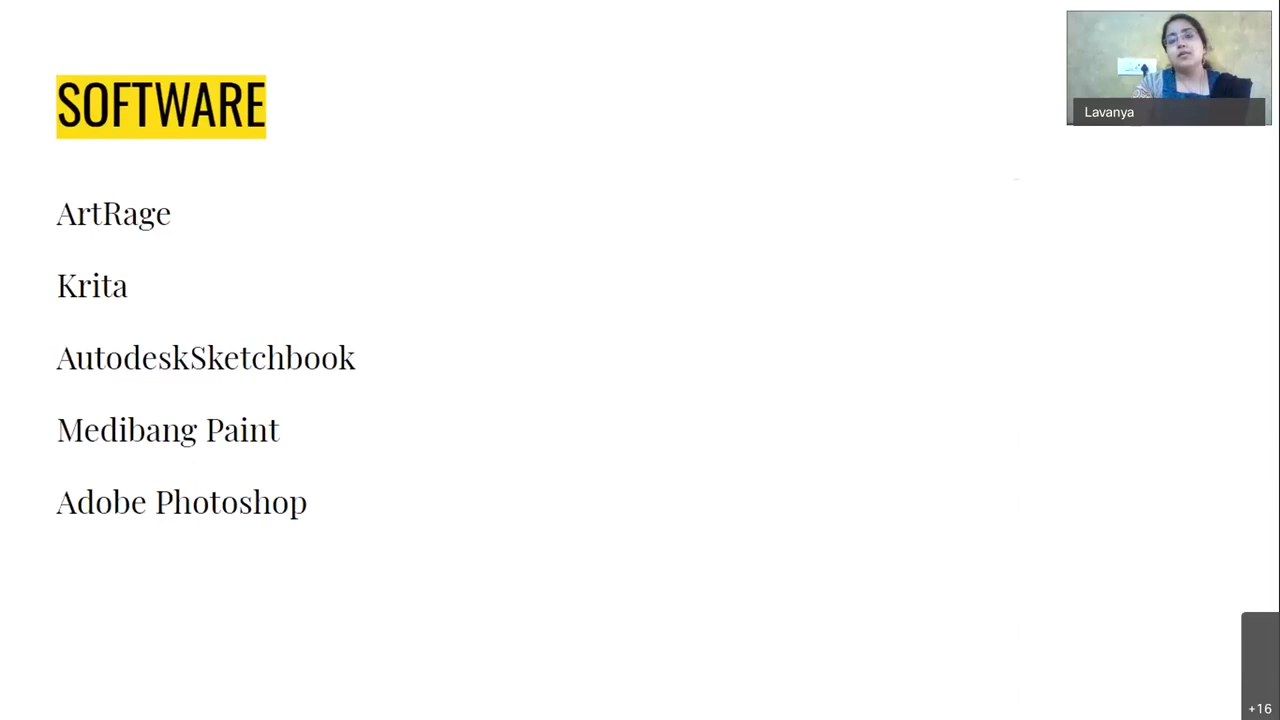 SOFTWARE
Lavanya
ArtRage
Krita
AutodeskSketchbook
Medibang Paint
Adobe Photoshop
+16